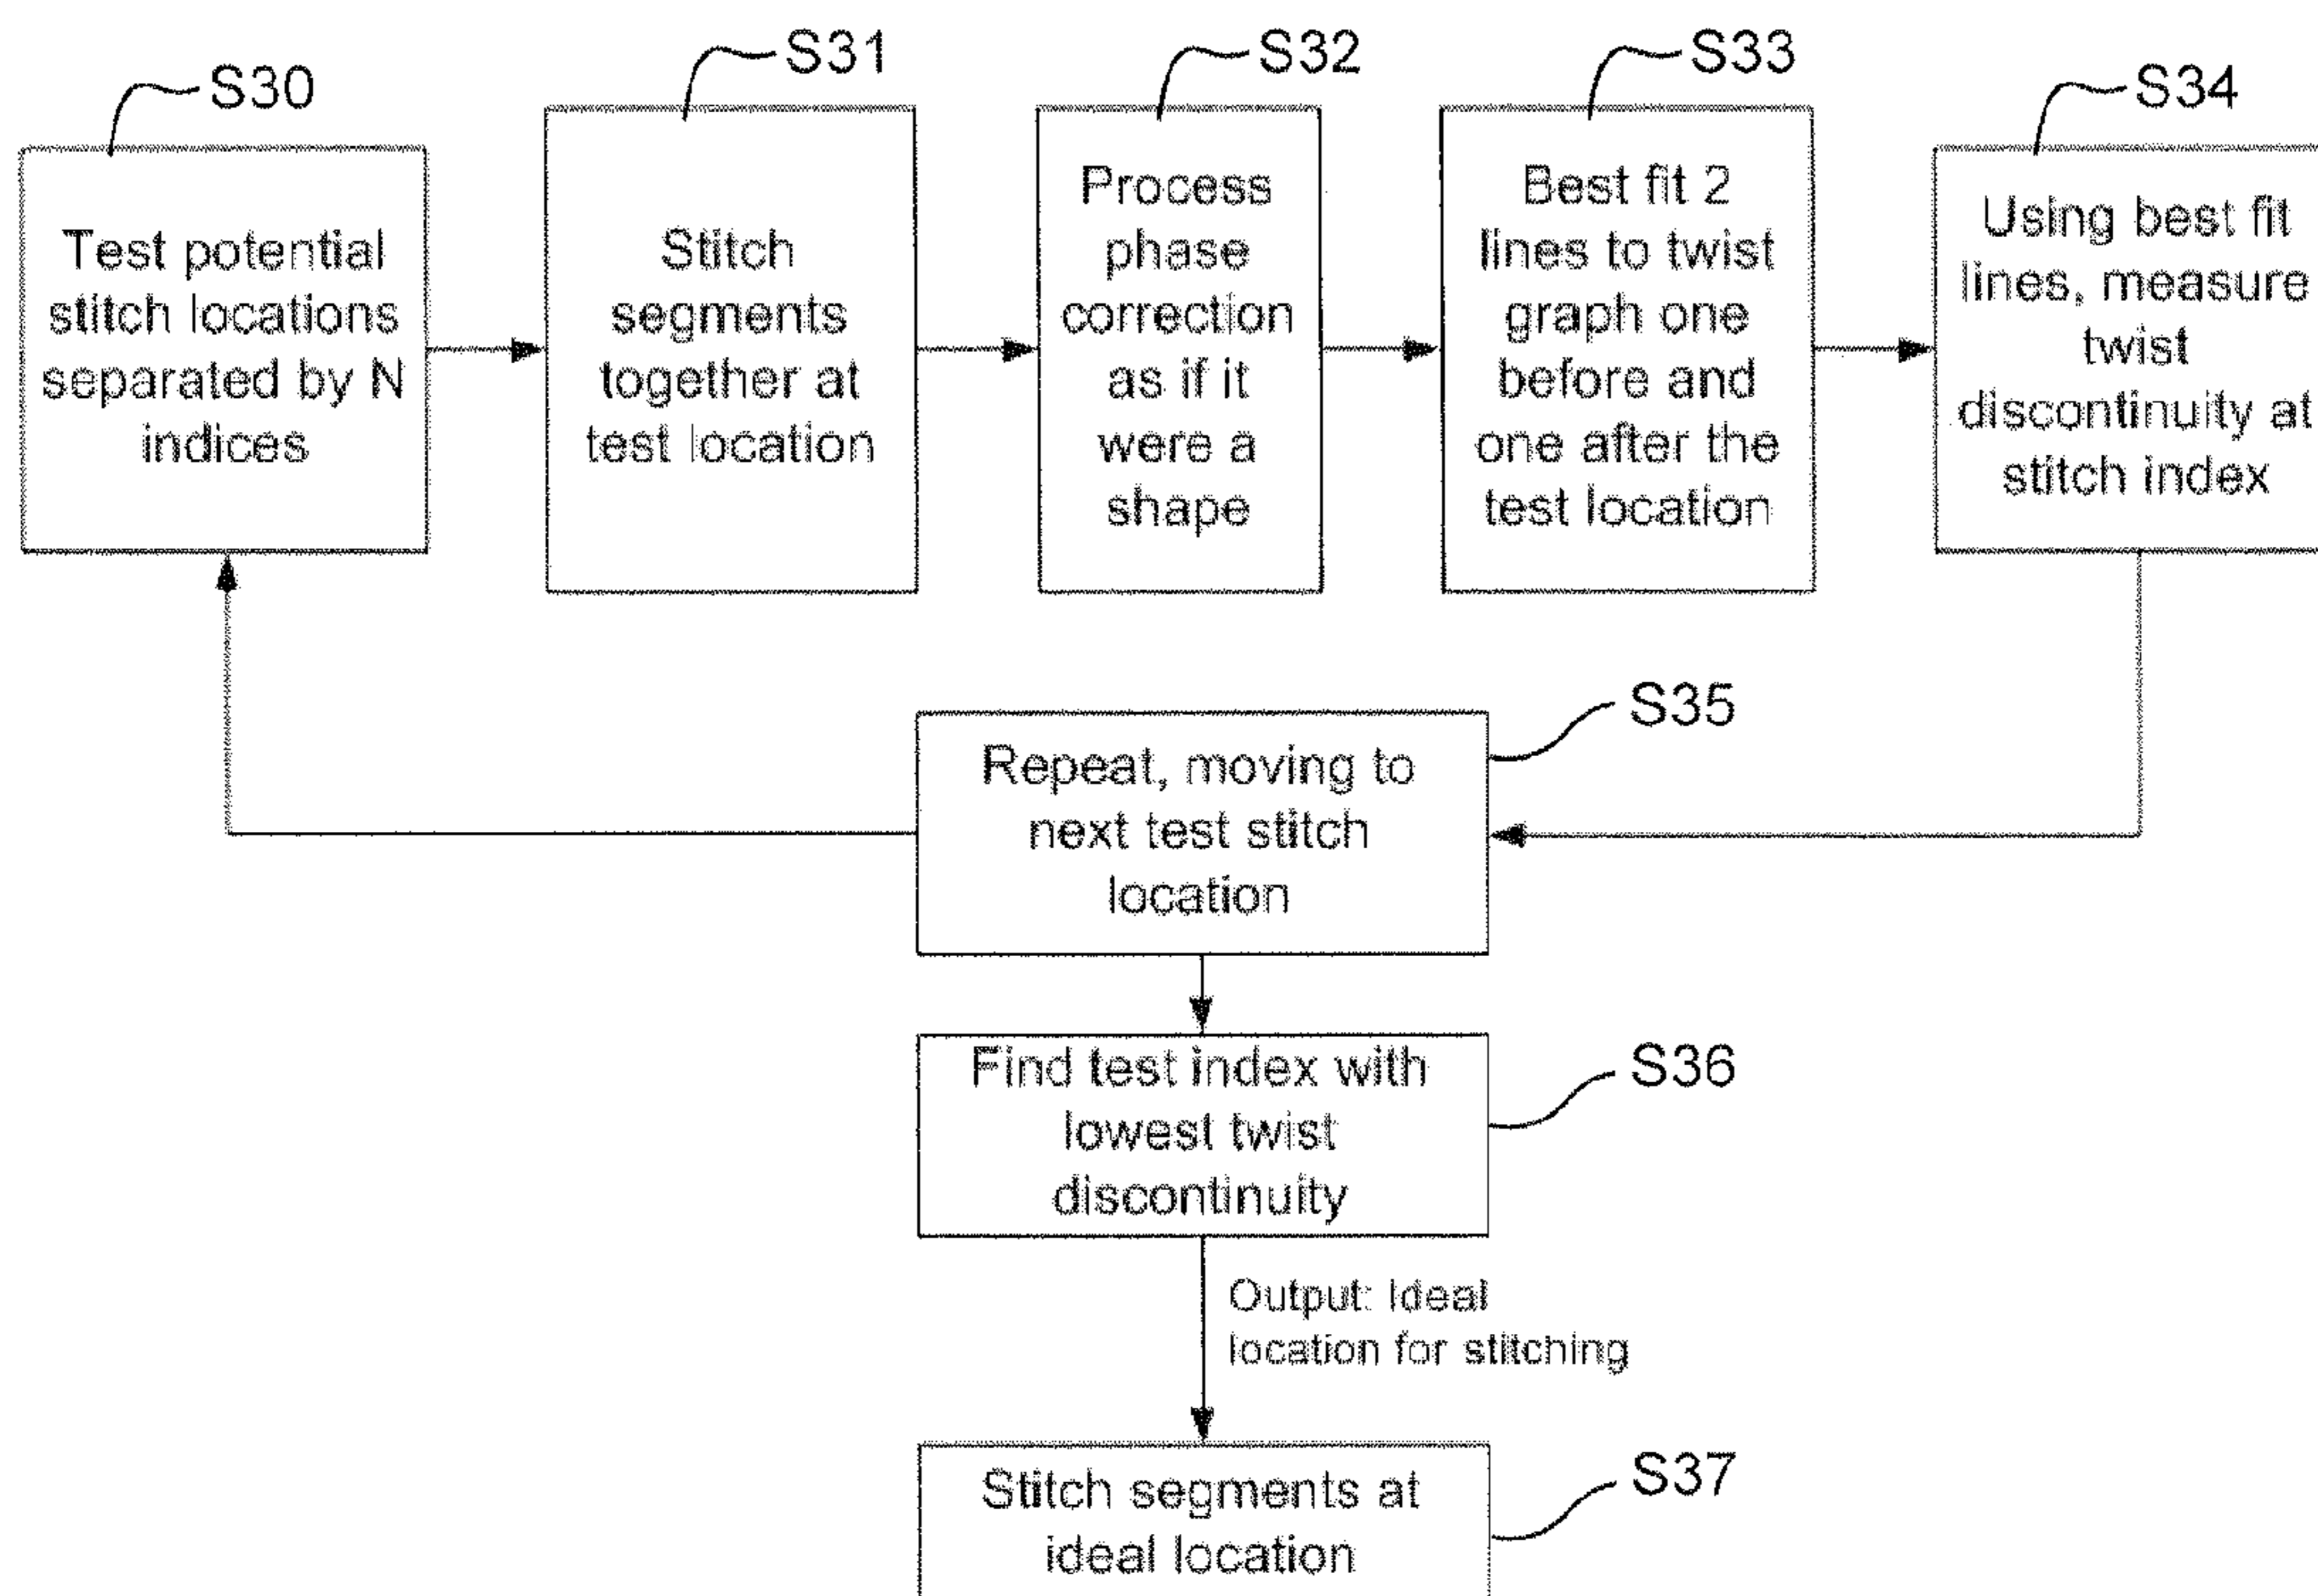 S30
Test potential
stitch locations
separated by N
indices
S31
Stitch
segments
together at
test location
S32
Process
phase
correction
as if it
were a
shape
S33
Best fit 2
lines to twist
graph one
before and
one after the
test location
S34
Using best fit
lines, measure
twist
discontinuity at
stitch index
S35
Repeat, moving to
next test stitch
location
S36
Find test index with
lowest twist
discontinuity
Output: Ideal
location for stitching
S37
Stitch segments at
ideal location